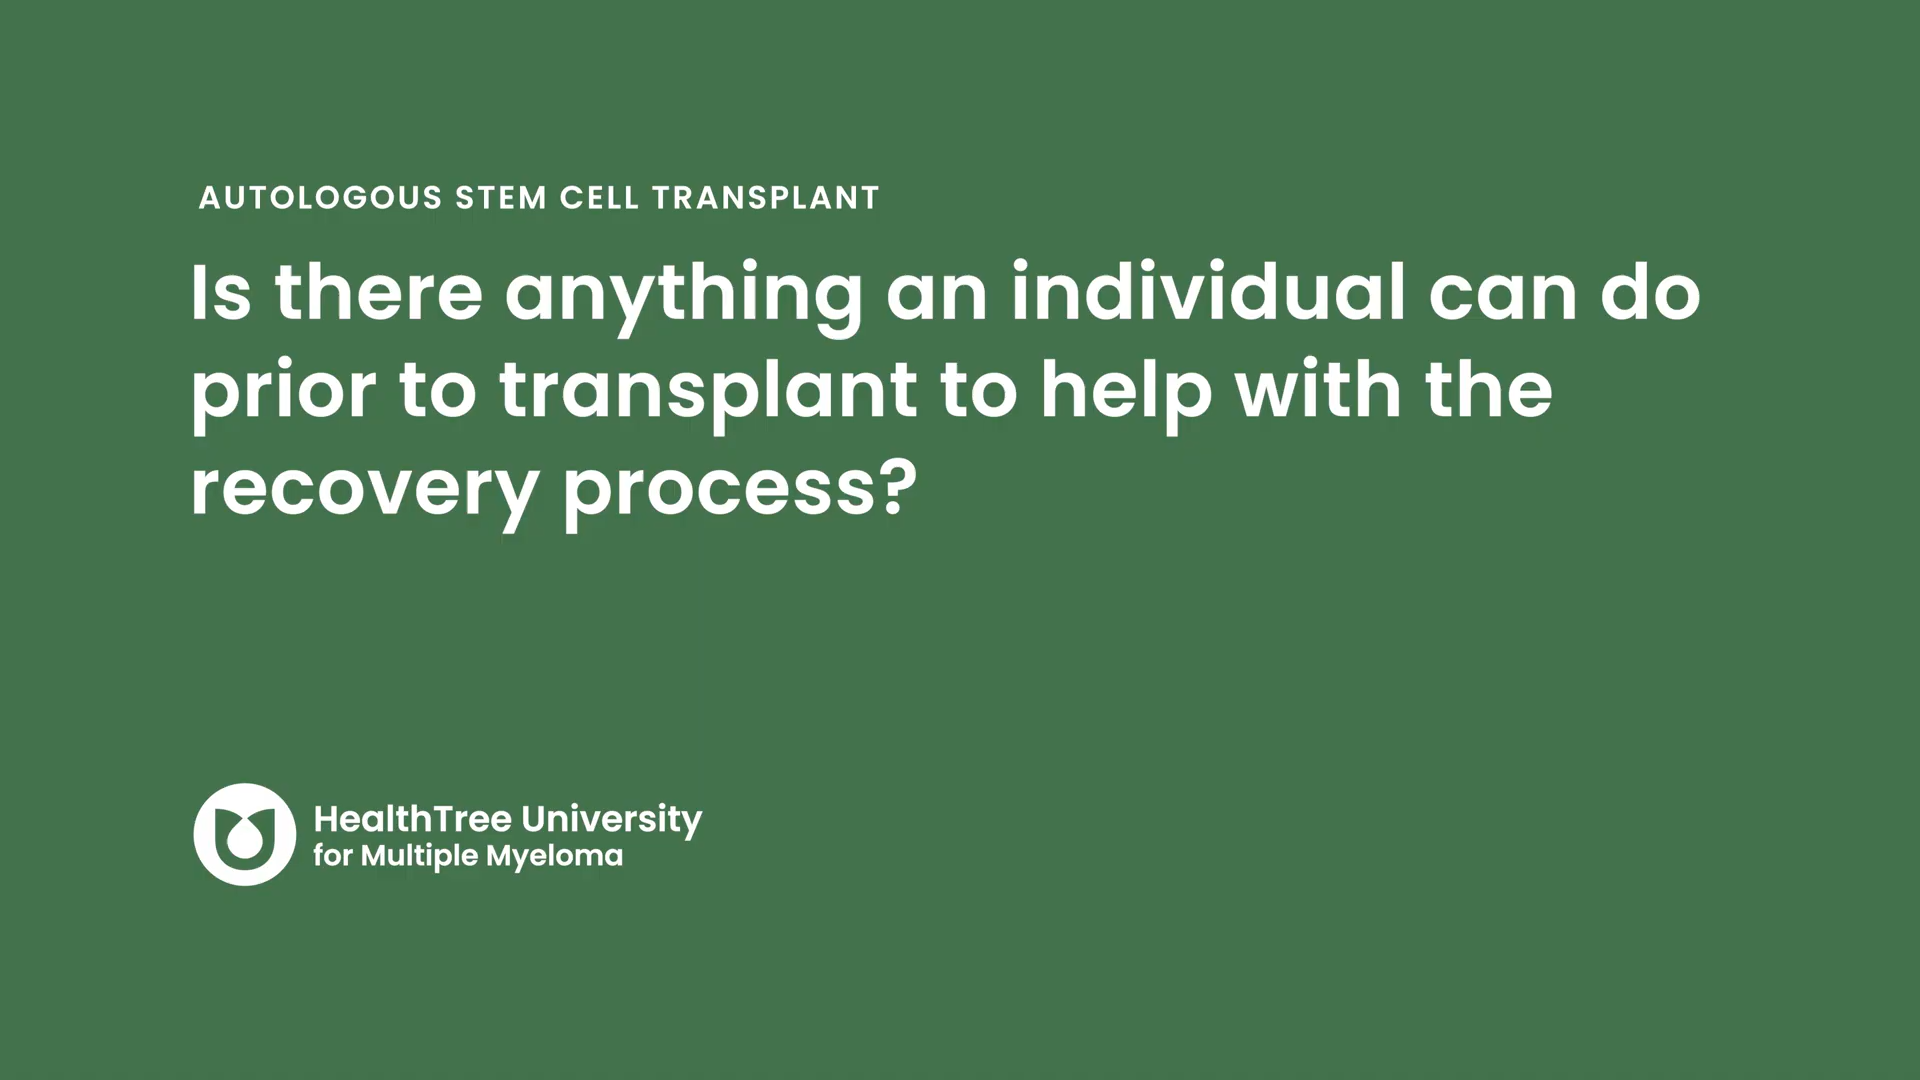 AUTOLOGOUS STEM CELL TRANSPLANT
Is there anything an individual can do
prior to transplant to help with the
recovery process?
HealthTree University
for Multiple Myeloma